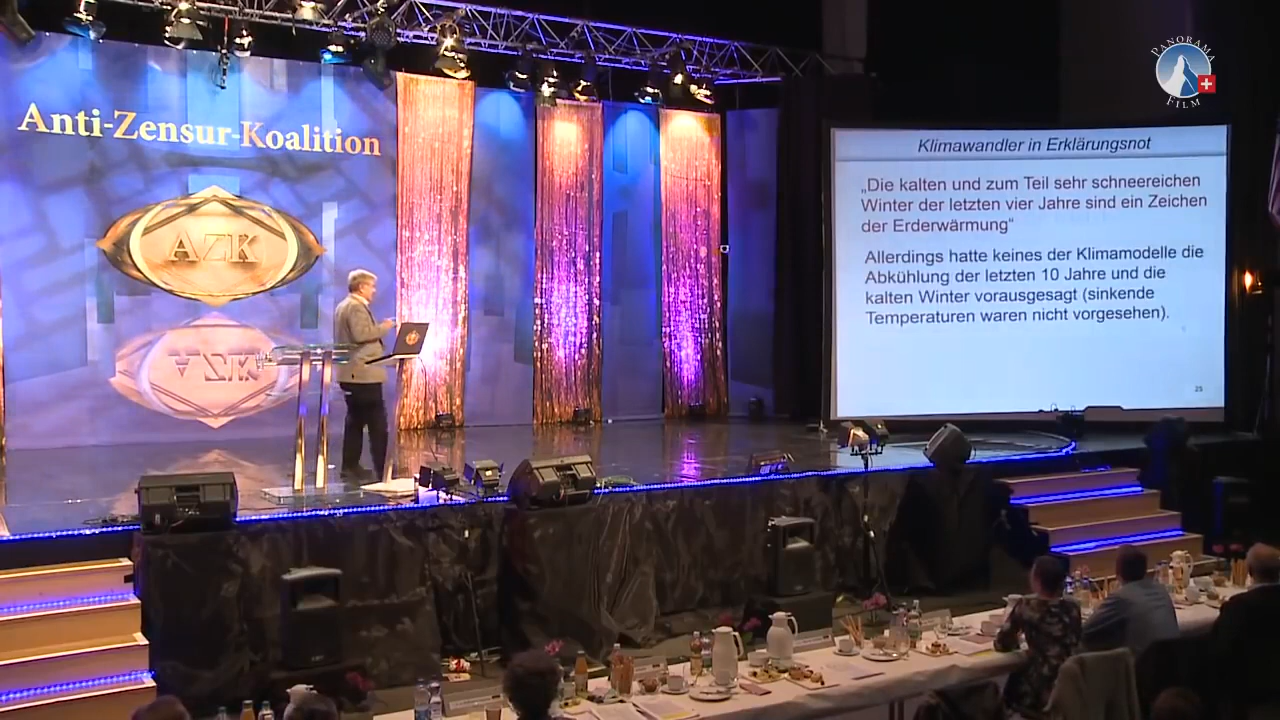 PANORAMA
FILM
Anti-Zensur-Koalition
AZK
AZK
Klimawandler in Erklärungsnot
„Die kalten und zum Teil sehr schneereichen
Winter der letzten vier Jahre sind ein Zeichen
der Erderwärmung“
Allerdings hatte keines der Klimamodelle die
Abkühlung der letzten 10 Jahre und die
kalten Winter vorausgesagt (sinkende
Temperaturen waren nicht vorgesehen).
25